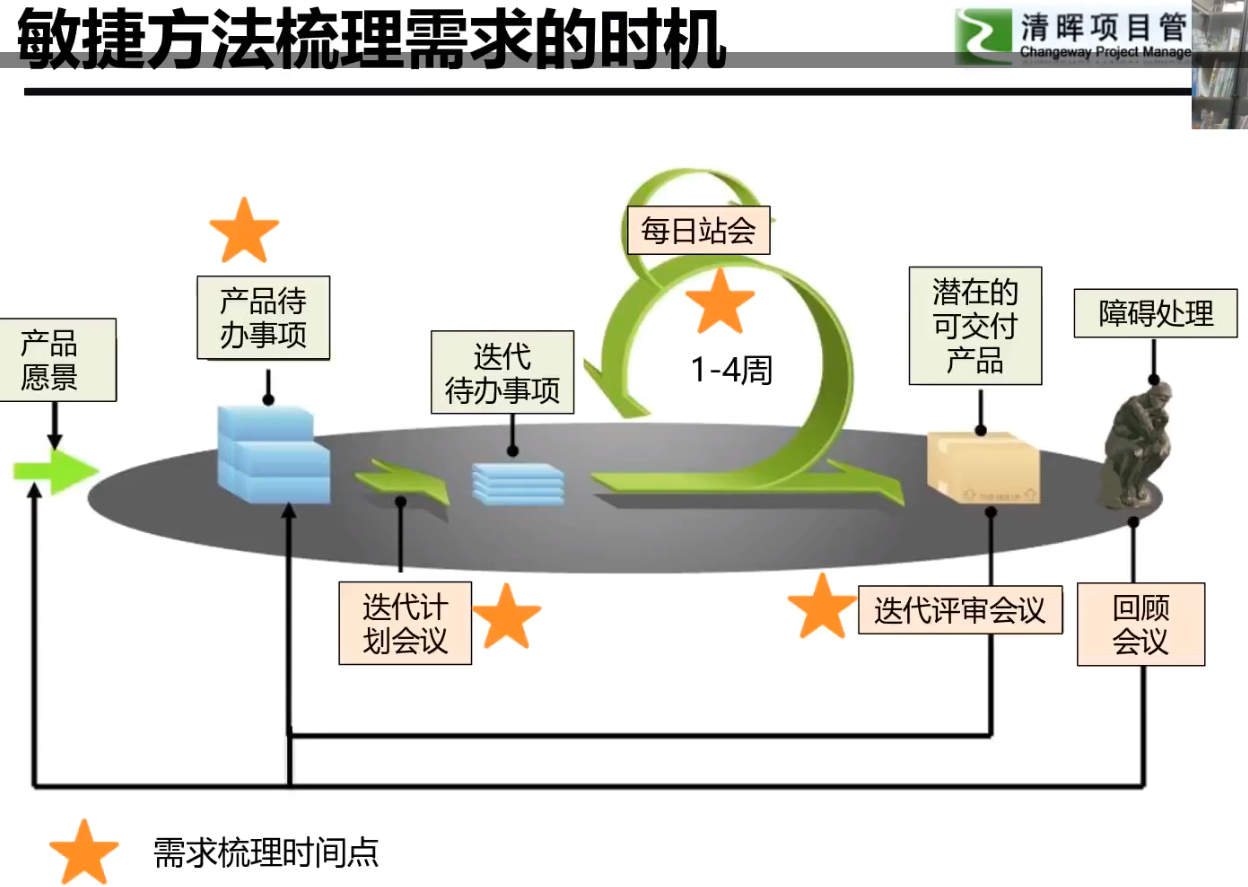 敏捷方法梳理需求的时机
清晖项目管
Changeway Project Manage
每日站会
产品待
办事项
潜在的
可交付
产品
障碍处理
产品
愿景
迭代
待办事项
1-4周
迭代计
划会议
迭代评审会议
回顾
会议
需求梳理时间点